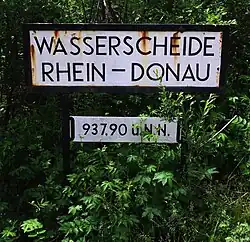 WASSERSCHEIDE
RHEIN – DONAU
937,90 ü.N.N.